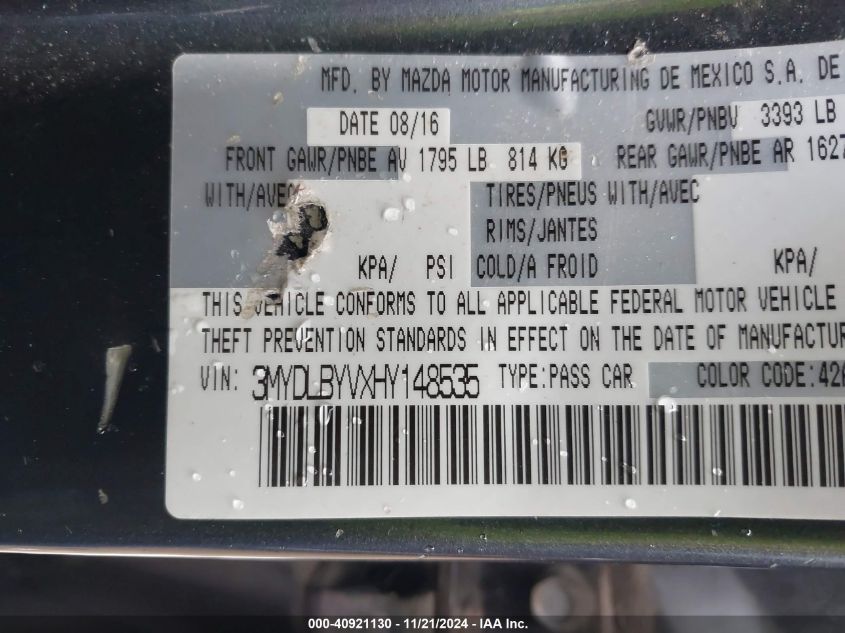 MFD. BY MAZDA MOTOR MANUFACTURING DE MEXICO S.A. DE
DATE 08/16 GVWR/PNBV 3393 LB
FRONT GAWR/PNBE AV 1795 LB 814 KG REAR GAWR/PNBE AR 1627
WITH/AVEC TIRES/PNEUS WITH/AVEC
RIMS/JANTES
KPA/ PSI COLD/A FROID KPA/
THIS VEHICLE CONFORMS TO ALL APPLICABLE FEDERAL MOTOR VEHICLE
THEFT PREVENTION STANDARDS IN EFFECT ON THE DATE OF MANUFACTUR
VIN: 3MYDLBYVXHY148535 TYPE:PASS CAR COLOR CODE:42
000-40921130 - 11/21/2024 - IAA Inc.